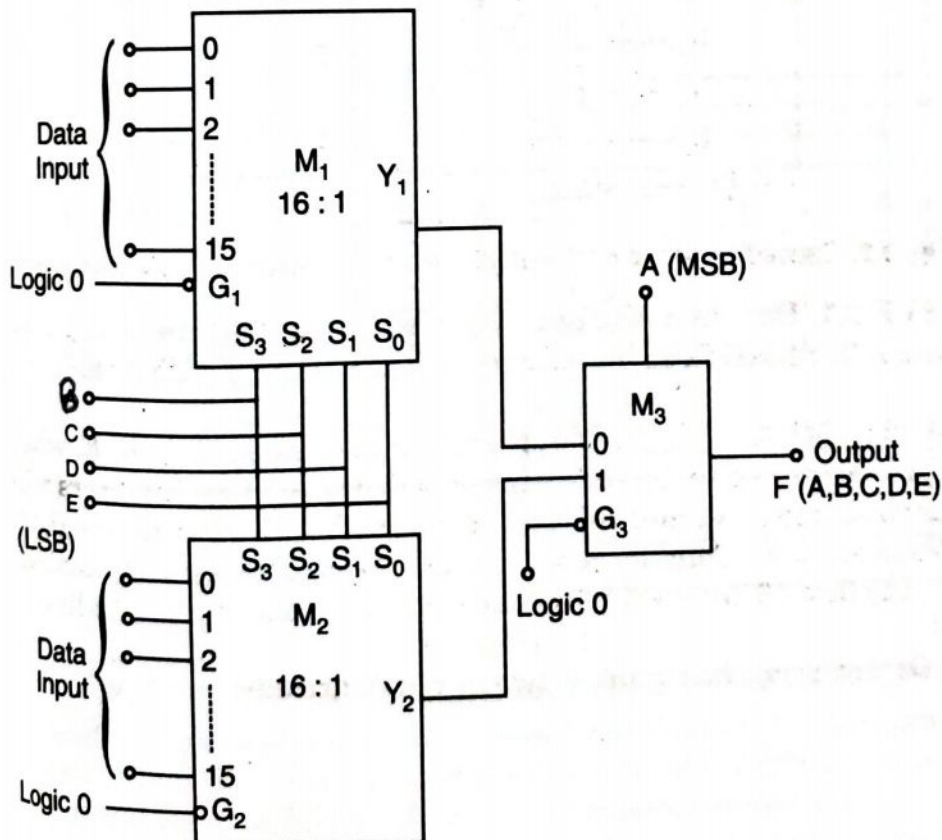 0
1
Data
Input
2
M₁
16 : 1
Y₁
15
Logic 0
G₁
S₃ S₂ S₁ S₀
B
C
D
E
(LSB)
S₃ S₂ S₁ S₀
0
1
Data
Input
2
M₂
16 : 1
Y₂
15
Logic 0
G₂
A (MSB)
M₃
0
1
G₃
Logic 0
Output
F (A,B,C,D,E)